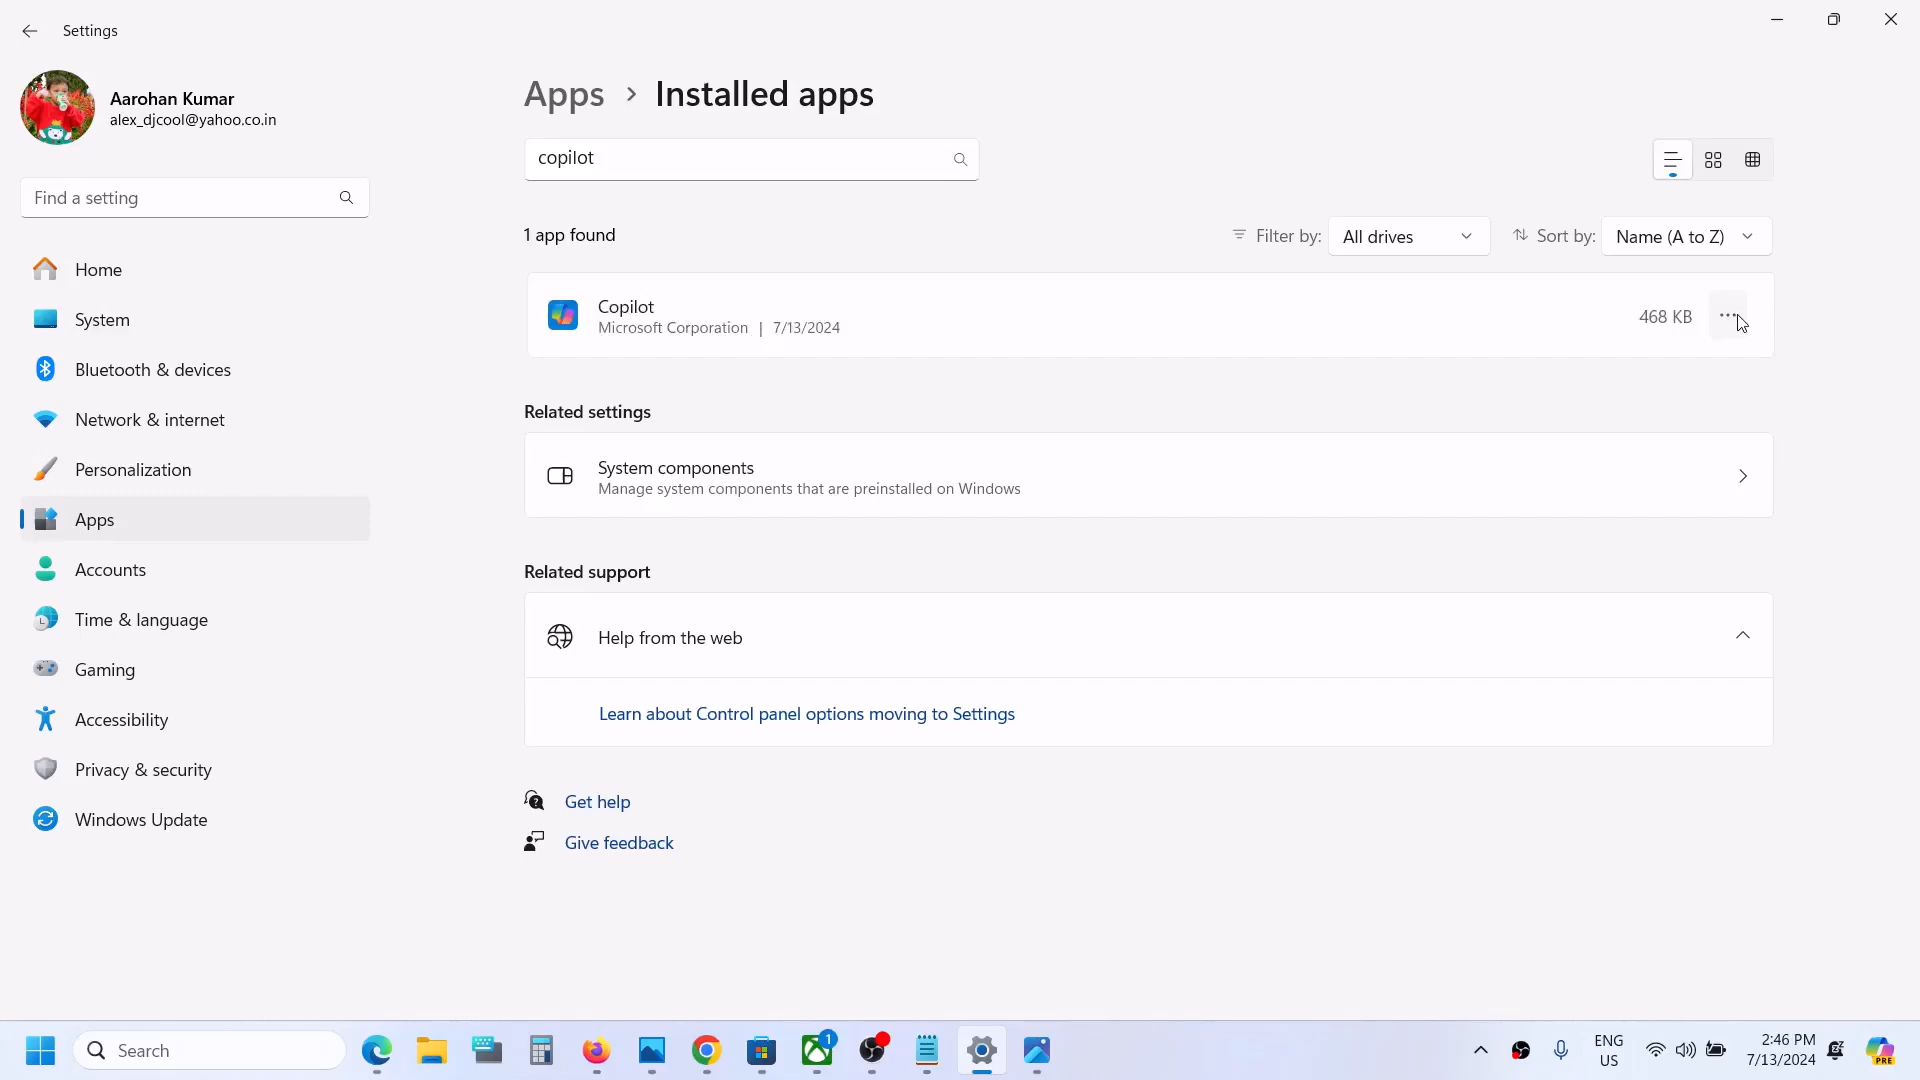 Settings
Aarohan Kumar
alex_djcool@yahoo.co.in
Find a setting
Home
System
Bluetooth & devices
Network & internet
Personalization
Apps
Accounts
Time & language
Gaming
Accessibility
Privacy & security
Windows Update
Apps > Installed apps
copilot
1 app found
Filter by: All drives
Sort by: Name (A to Z)
Copilot
Microsoft Corporation | 7/13/2024
468 KB
Related settings
System components
Manage system components that are preinstalled on Windows
Related support
Help from the web
Learn about Control panel options moving to Settings
Get help
Give feedback
Search
1
ENG
US
2:46 PM
7/13/2024
PRE